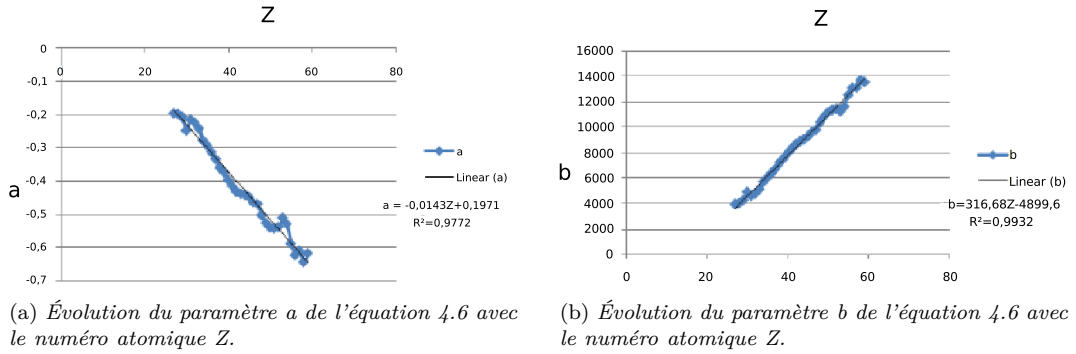 Z
0
-0,1
-0,2
-0,3
-0,4
-0,5
-0,6
-0,7
0 20 40 60 80
a
a
Linear (a)
a = -0,0143Z+0,1971
R²=0,9772
(a) Évolution du paramètre a de l'équation 4.6 avec
le numéro atomique Z.
Z
16000
14000
12000
10000
8000
6000
4000
2000
0
0 20 40 60 80
b
b
Linear (b)
b=316,68Z-4899,6
R²=0,9932
(b) Évolution du paramètre b de l'équation 4.6 avec
le numéro atomique Z.